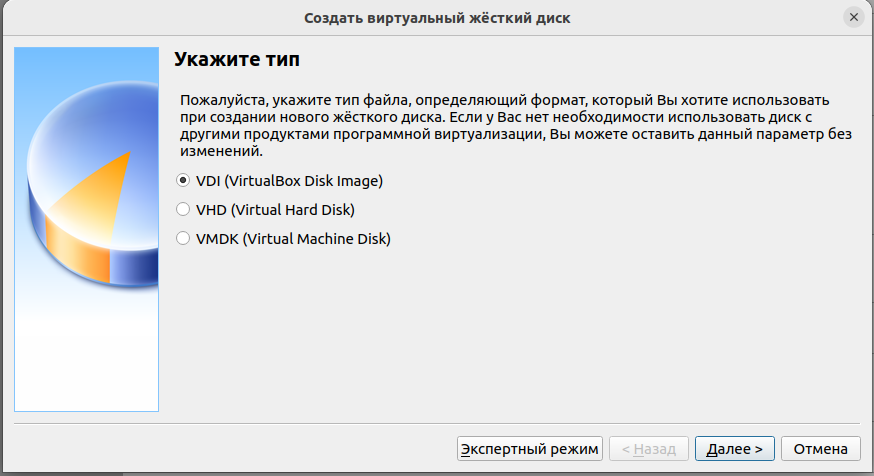 Создать виртуальный жёсткий диск
Укажите тип
Пожалуйста, укажите тип файла, определяющий формат, который Вы хотите использовать
при создании нового жёсткого диска. Если у Вас нет необходимости использовать диск с
другими продуктами программной виртуализации, Вы можете оставить данный параметр без
изменений.
VDI (VirtualBox Disk Image)
VHD (Virtual Hard Disk)
VMDK (Virtual Machine Disk)
Экспертный режим < Назад Далее > Отмена